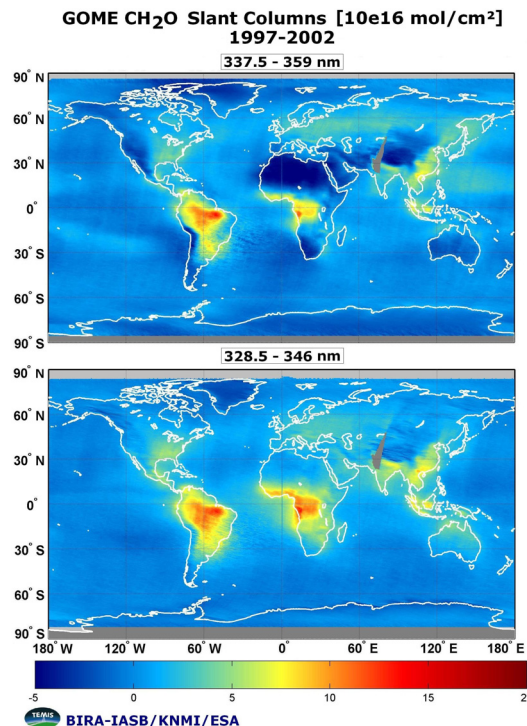 GOME CH2O Slant Columns [10e16 mol/cm²]
1997-2002
337.5 - 359 nm
90° N
60° N
30° N
0°
30° S
60° S
90° S
328.5 - 346 nm
90° N
60° N
30° N
0°
30° S
60° S
90° S
180° W 120° W 60° W 0° 60° E 120° E 180° E
-5 0 5 10 15 2
TEMIS BIRA-IASB/KNMI/ESA